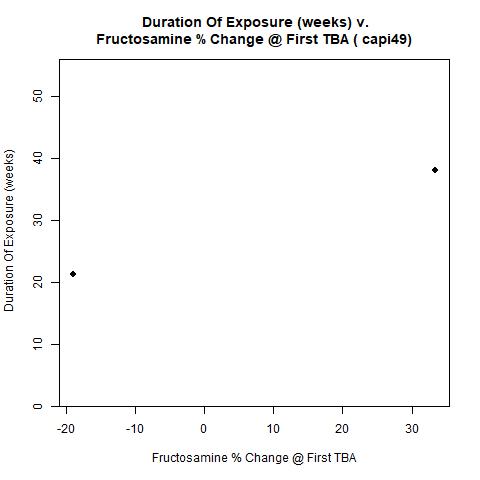 Duration Of Exposure (weeks) v.
Fructosamine % Change @ First TBA ( capi49)
Duration Of Exposure (weeks)
50
40
30
20
10
0
-20 -10 0 10 20 30
Fructosamine % Change @ First TBA